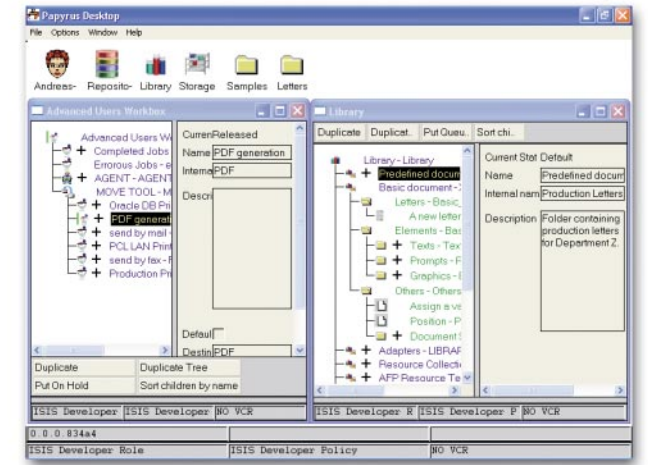 Papyrus Desktop
File Options Window Help
Andreas- Reposito- Library Storage Samples Letters
Advanced Users Workbox
Advanced Users W
Completed Jobs
Errorous Jobs - e
AGENT - AGENT
MOVE TOOL - M
Oracle DB Pri
PDF generati
send by mail -
PCL LAN Print
send by fax - F
Production Pri
Curren Released
Name PDF generation
Interna PDF
Descri
Defaul
Destin PDF
Duplicate Duplicate Tree
Put On Hold Sort children by name
ISIS Developer ISIS Developer NO VCR
Library
Duplicate Duplicat.. Put Queu.. Sort chi..
Library - Library
Predefined docum
Basic document -
Letters - Basic_
A new letter
Elements - Bas
Texts - Tex
Prompts - F
Graphics -
Others - Others
Assign a va
Position - P
Document
Adapters - LIBRAR
Resource Collecti
AFP Resource Te
Current Stat Default
Name Predefined docum
Internal nam Production Letters
Description Folder containing
production letters
for Department Z.
ISIS Developer R ISIS Developer P NO VCR
0.0.0.834a4
ISIS Developer Role ISIS Developer Policy NO VCR